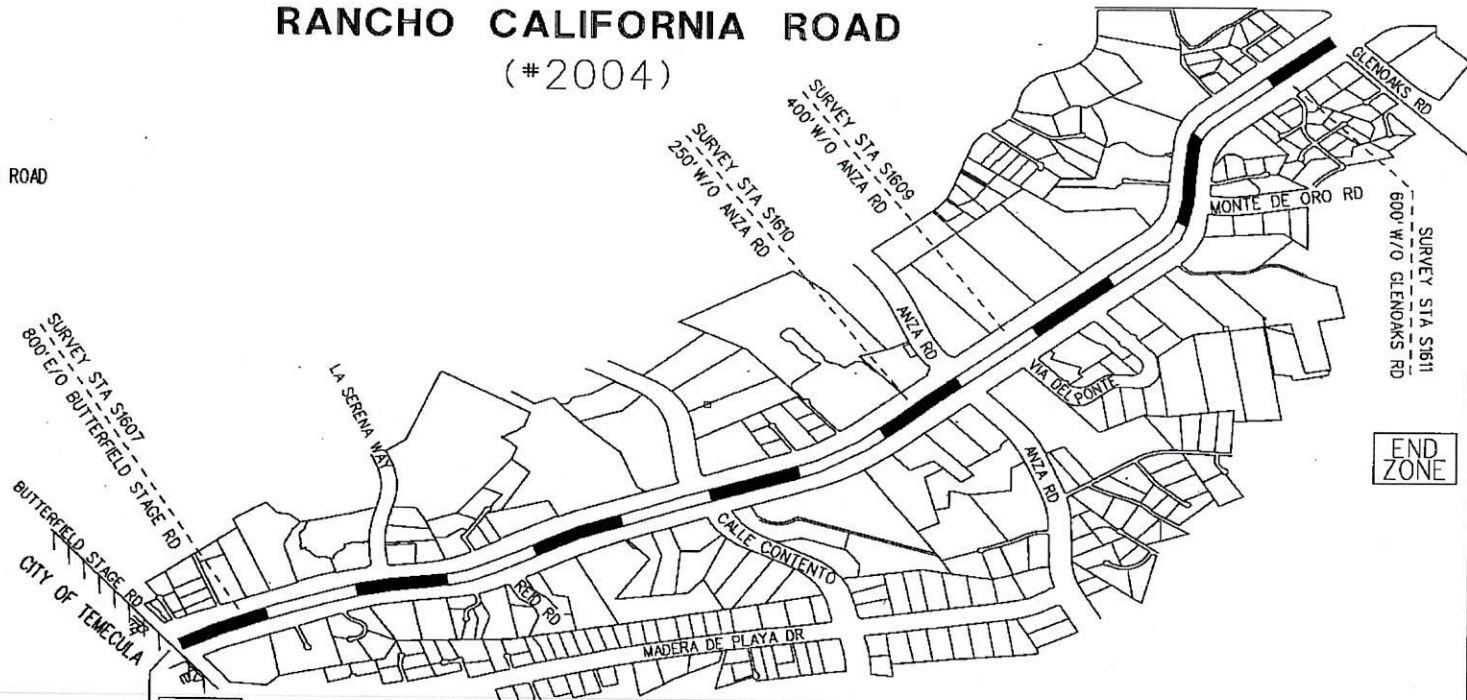 RANCHO CALIFORNIA ROAD
(#2004)
ROAD
SURVEY STA S1609
400' W/O ANZA RD
SURVEY STA S1610
250' W/O ANZA RD
GLENOAKS RD
MONTE DE ORO RD
SURVEY STA S1611
600' W/O GLENOAKS RD
ANZA RD
VIA DEL PONTE
ANZA RD
END
ZONE
SURVEY STA S1607
800' E/O BUTTERFIELD STAGE RD
LA SERENA WAY
BUTTERFIELD STAGE RD
CITY OF TEMECULA
REID RD
CALLE CONTENTO
MADERA DE PLAYA DR